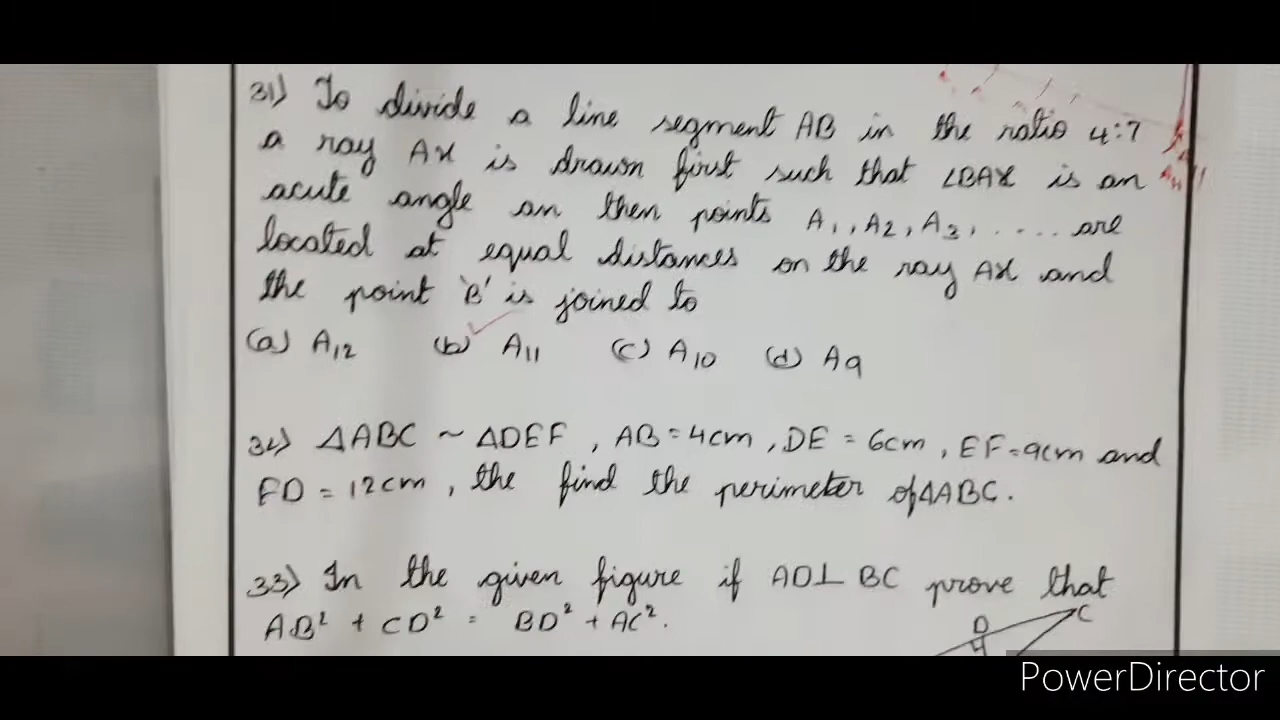 31) To divide a line segment AB in the ratio 4:7
a ray AX is drawn first such that ∠BAX is an
acute angle an then points A₁, A₂, A₃, ..... are
located at equal distances on the ray AX and
the point 'B' is joined to
(a) A₁₂ (b) A₁₁ (c) A₁₀ (d) A₉
32) ΔABC ~ ΔDEF, AB = 4cm, DE = 6cm, EF = 9cm and
FD = 12cm, the find the perimeter of ΔABC.
33) In the given figure if AD⊥ BC prove that
AB² + CD² = BD² + AC².
D C
PowerDirector